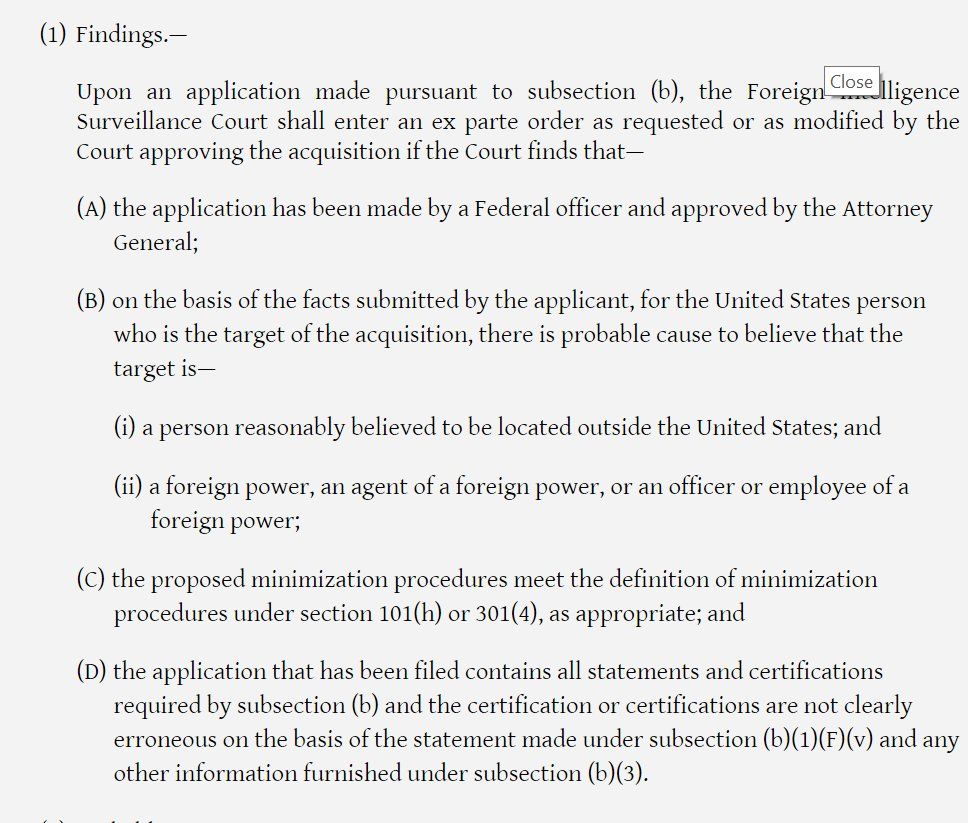 (1) Findings.—
Close
Upon an application made pursuant to subsection (b), the Foreign lligence
Surveillance Court shall enter an ex parte order as requested or as modified by the
Court approving the acquisition if the Court finds that—
(A) the application has been made by a Federal officer and approved by the Attorney
General;
(B) on the basis of the facts submitted by the applicant, for the United States person
who is the target of the acquisition, there is probable cause to believe that the
target is—
(i) a person reasonably believed to be located outside the United States; and
(ii) a foreign power, an agent of a foreign power, or an officer or employee of a
foreign power;
(C) the proposed minimization procedures meet the definition of minimization
procedures under section 101(h) or 301(4), as appropriate; and
(D) the application that has been filed contains all statements and certifications
required by subsection (b) and the certification or certifications are not clearly
erroneous on the basis of the statement made under subsection (b)(1)(F)(v) and any
other information furnished under subsection (b)(3).